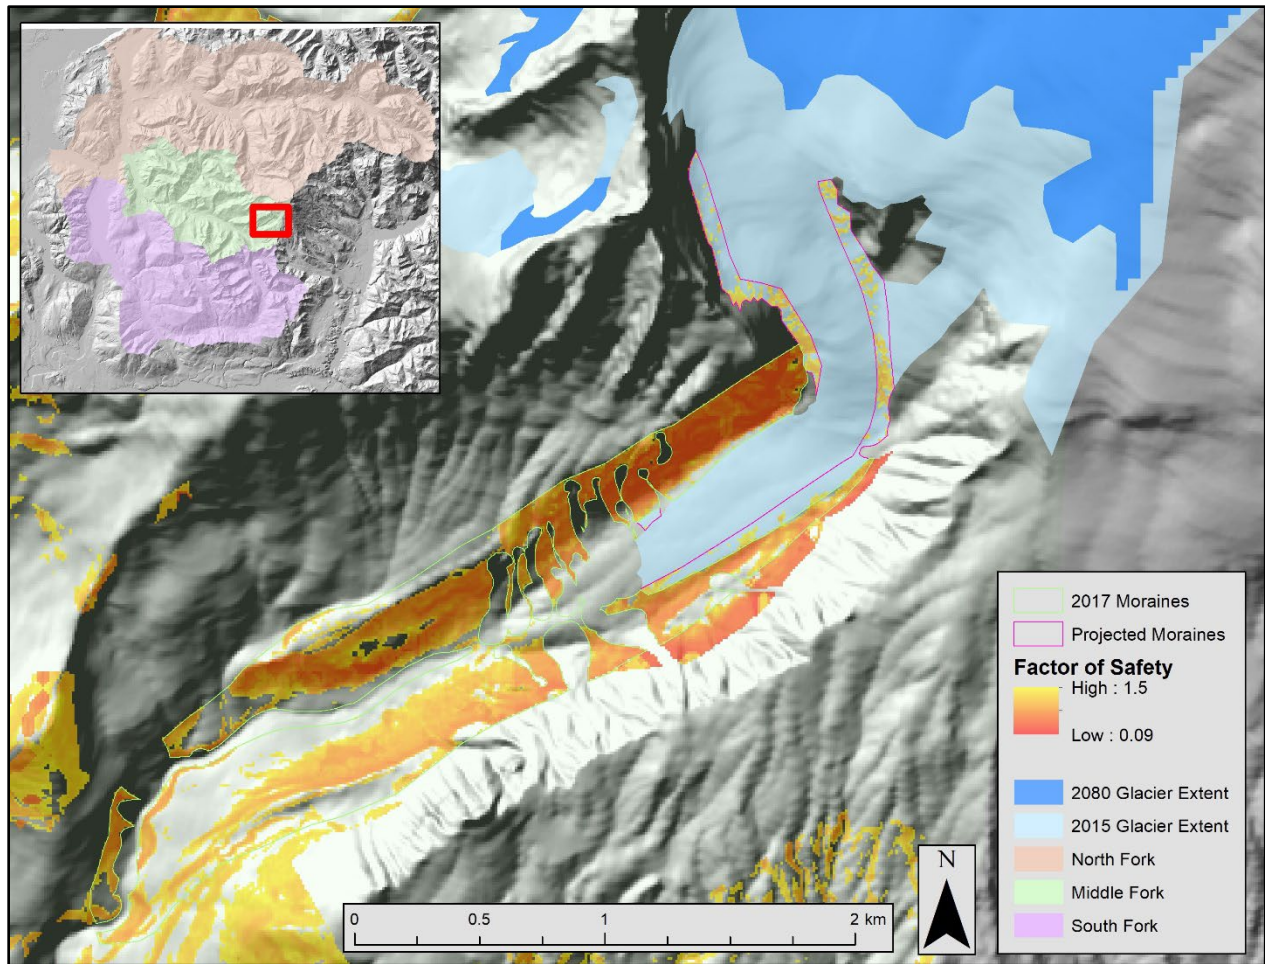 2017 Moraines
Projected Moraines
Factor of Safety
High : 1.5
Low : 0.09
2080 Glacier Extent
2015 Glacier Extent
North Fork
Middle Fork
South Fork
N
0 0.5 1 2 km